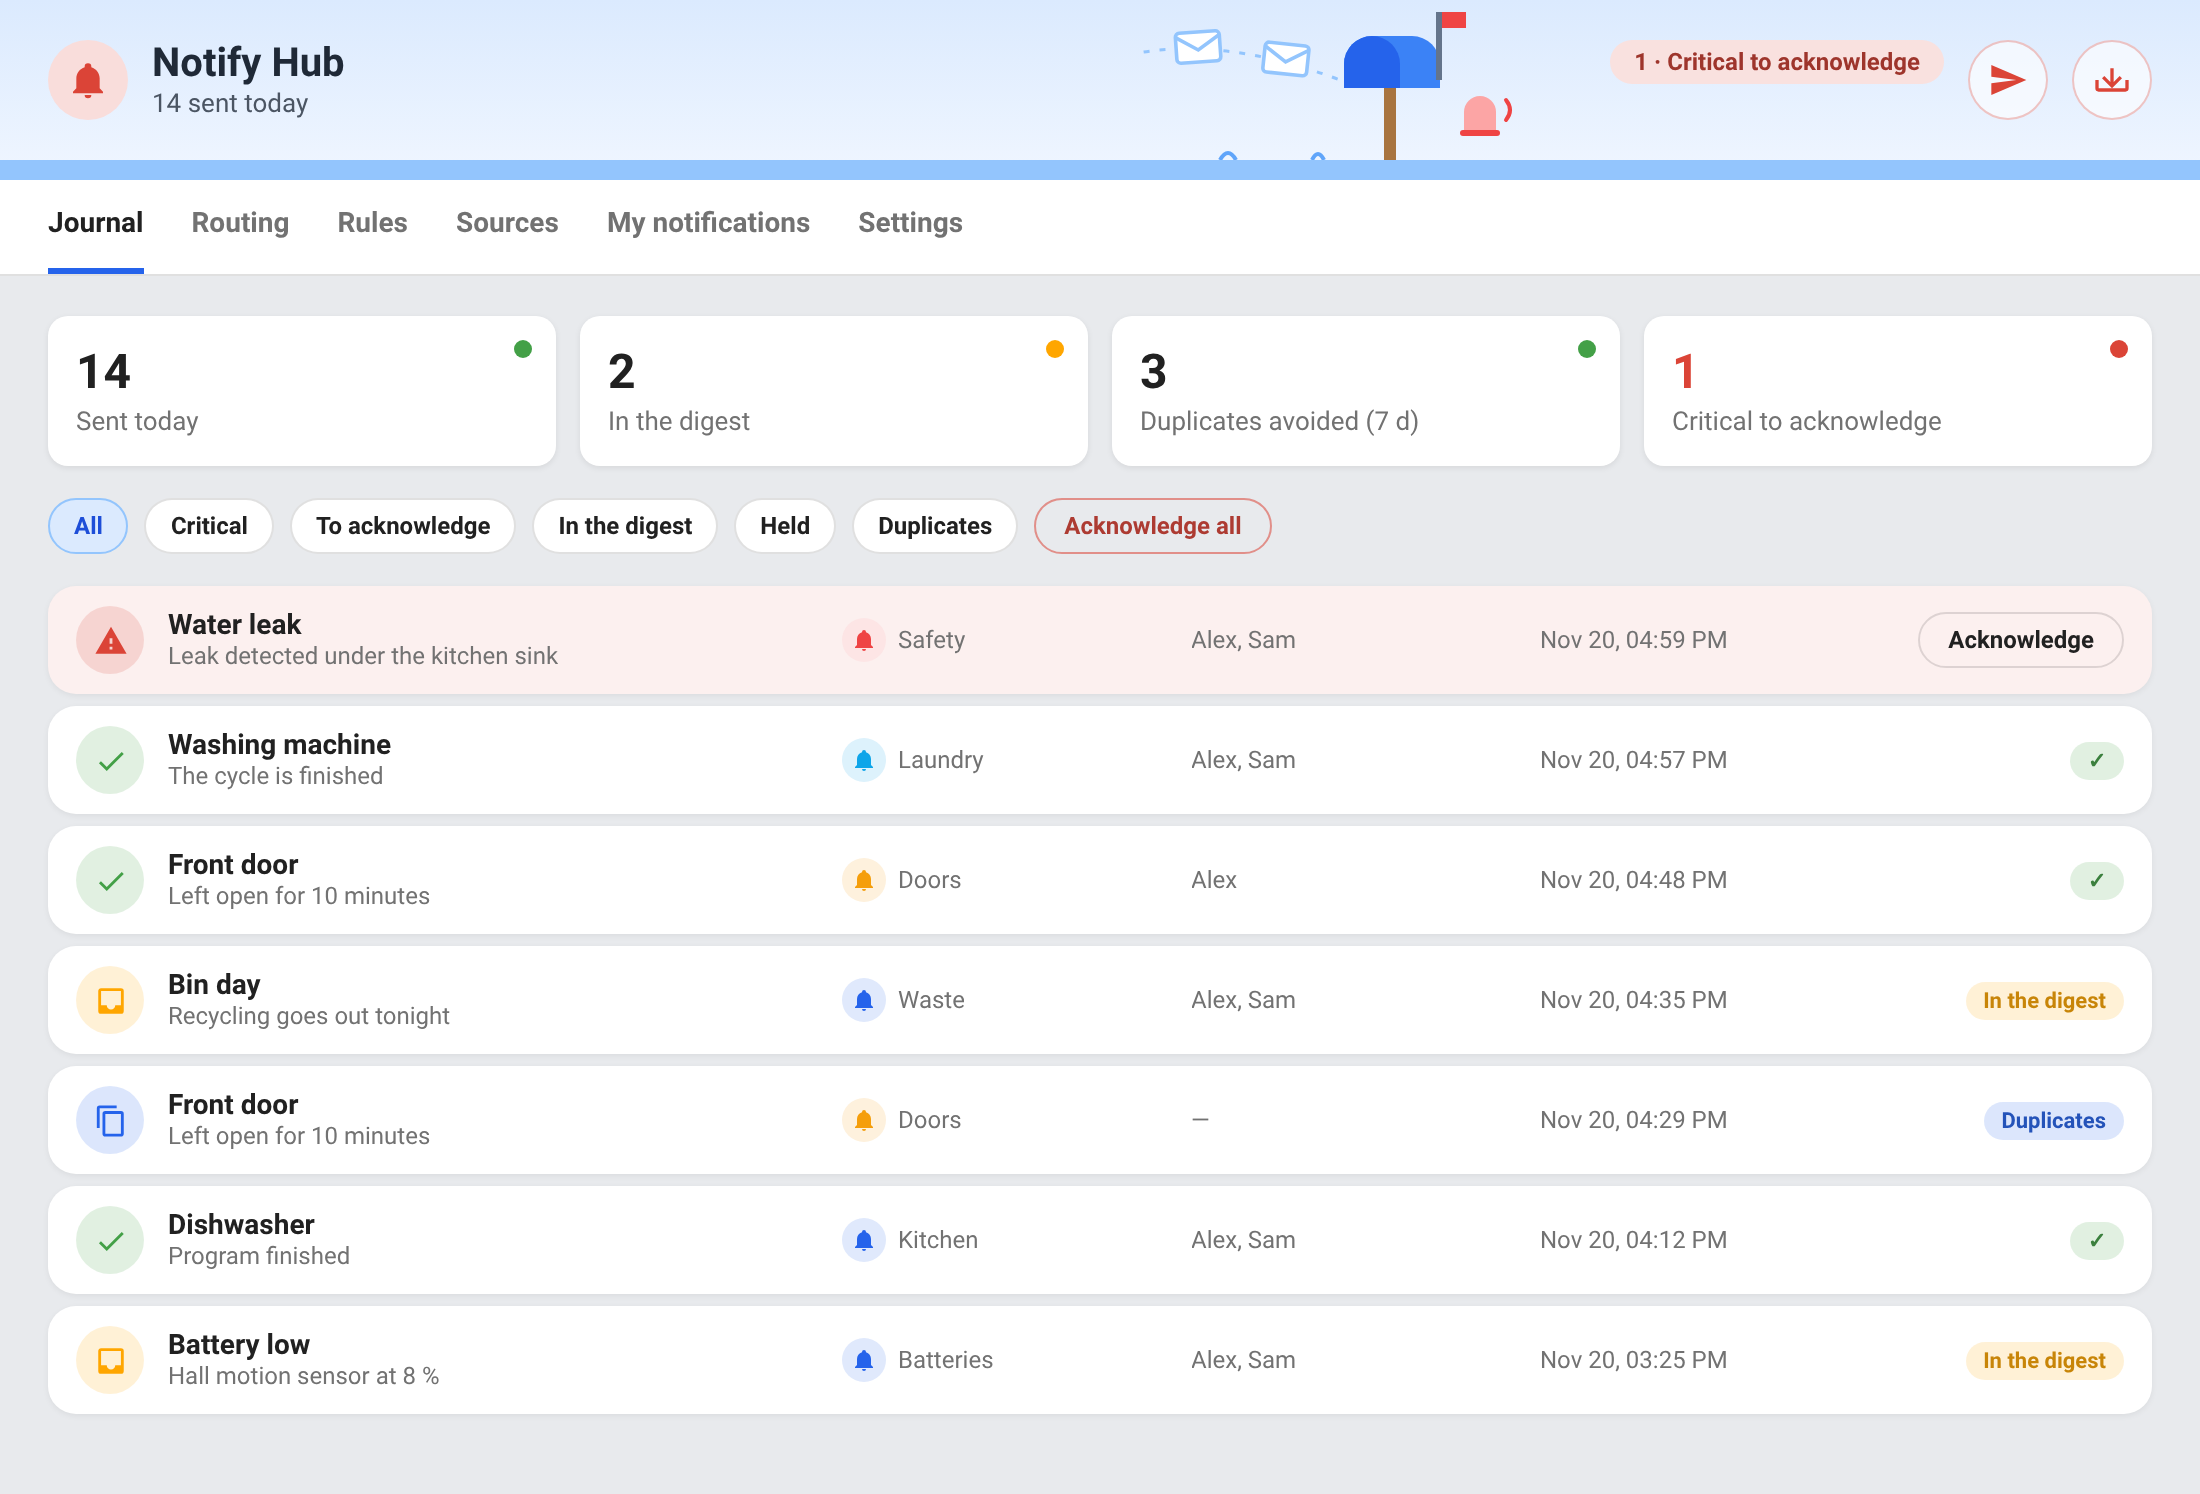 Notify Hub
14 sent today
1 · Critical to acknowledge
Journal Routing Rules Sources My notifications Settings
14
Sent today
2
In the digest
3
Duplicates avoided (7 d)
1
Critical to acknowledge
All Critical To acknowledge In the digest Held Duplicates Acknowledge all
Water leak
Leak detected under the kitchen sink
Safety
Alex, Sam
Nov 20, 04:59 PM
Acknowledge
Washing machine
The cycle is finished
Laundry
Alex, Sam
Nov 20, 04:57 PM
✓
Front door
Left open for 10 minutes
Doors
Alex
Nov 20, 04:48 PM
✓
Bin day
Recycling goes out tonight
Waste
Alex, Sam
Nov 20, 04:35 PM
In the digest
Front door
Left open for 10 minutes
Doors
—
Nov 20, 04:29 PM
Duplicates
Dishwasher
Program finished
Kitchen
Alex, Sam
Nov 20, 04:12 PM
✓
Battery low
Hall motion sensor at 8 %
Batteries
Alex, Sam
Nov 20, 03:25 PM
In the digest